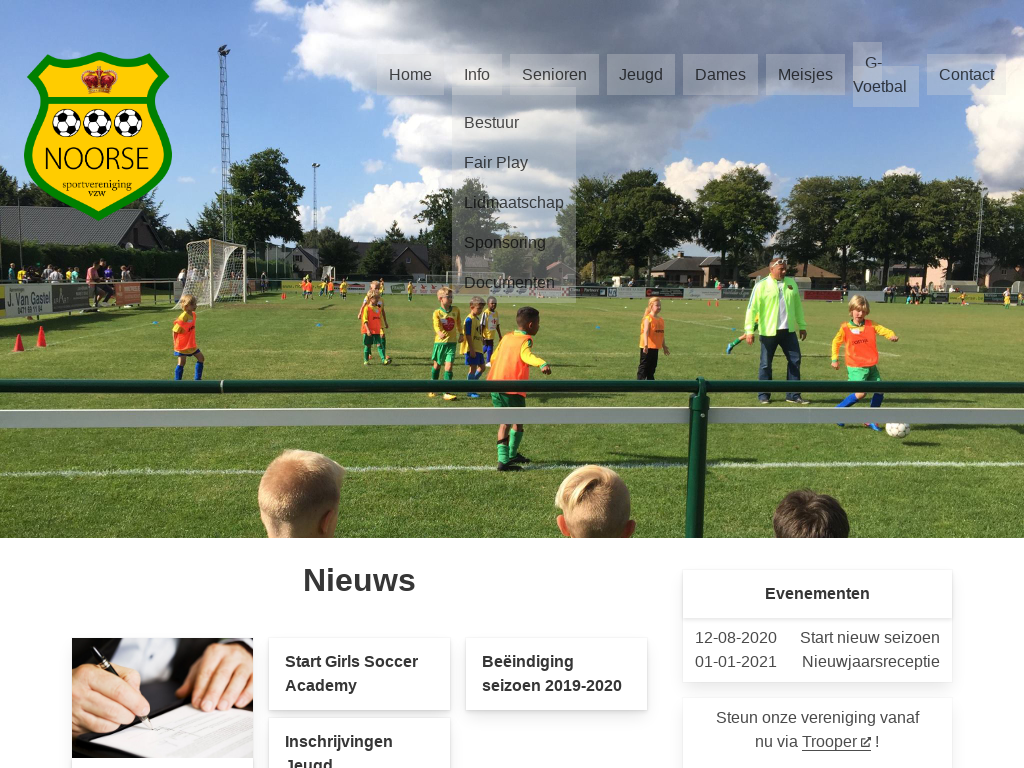 NOORSE
sportvereniging
vzw
Home
Info
Senioren
Jeugd
Dames
Meisjes
G-
Voetbal
Contact
Bestuur
Fair Play
Lidmaatschap
Sponsoring
Documenten
J. Van Gastel
Nieuws
Start Girls Soccer
Academy
Inschrijvingen
Jeugd
Beëindiging
seizoen 2019-2020
Evenementen
12-08-2020 Start nieuw seizoen
01-01-2021 Nieuwjaarsreceptie
Steun onze vereniging vanaf
nu via Trooper !